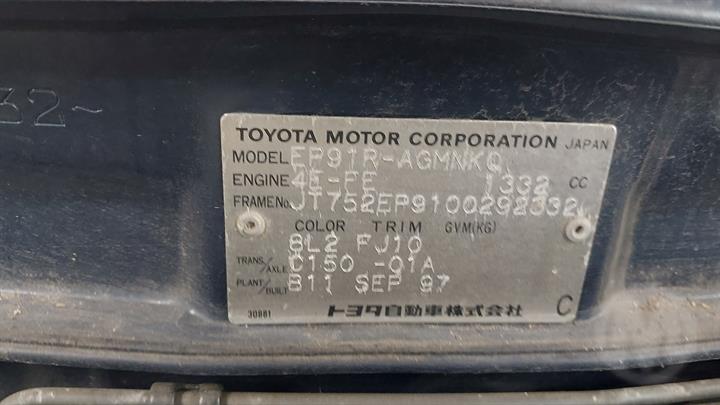 32~
TOYOTA MOTOR CORPORATION JAPAN
MODEL EP91R-AGMNKQ
ENGINE 4E-FE 1332 CC
FRAME No. JT752EP9100292332
COLOR TRIM GVM(KG)
8L2 FJ10
TRANS/AXLE C150 -01A
PLANT/BUILT B11 SEP 97
30981 トヨタ自動車株式会社 C